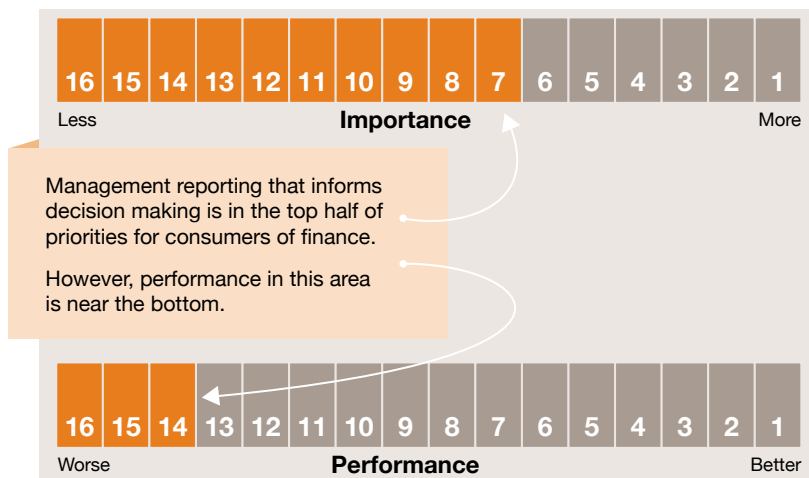 16 15 14 13 12 11 10 9 8 7 6 5 4 3 2 1
Less Importance More
Management reporting that informs
decision making is in the top half of
priorities for consumers of finance.
However, performance in this area
is near the bottom.
16 15 14 13 12 11 10 9 8 7 6 5 4 3 2 1
Worse Performance Better